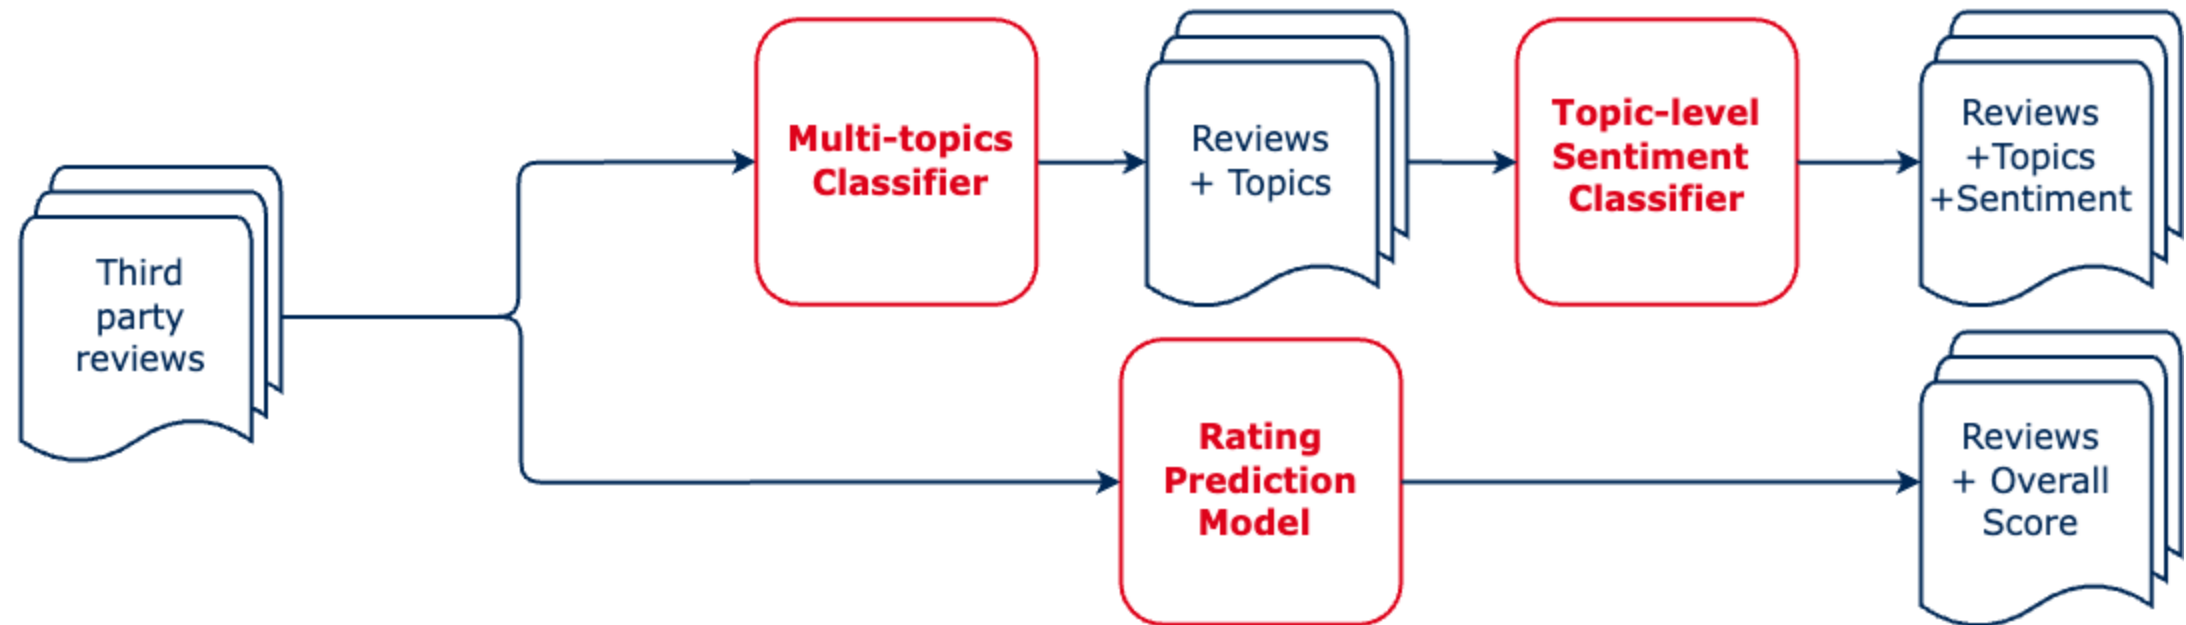 Third
party
reviews
Multi-topics
Classifier
Reviews
+ Topics
Topic-level
Sentiment
Classifier
Reviews
+Topics
+Sentiment
Rating
Prediction
Model
Reviews
+ Overall
Score